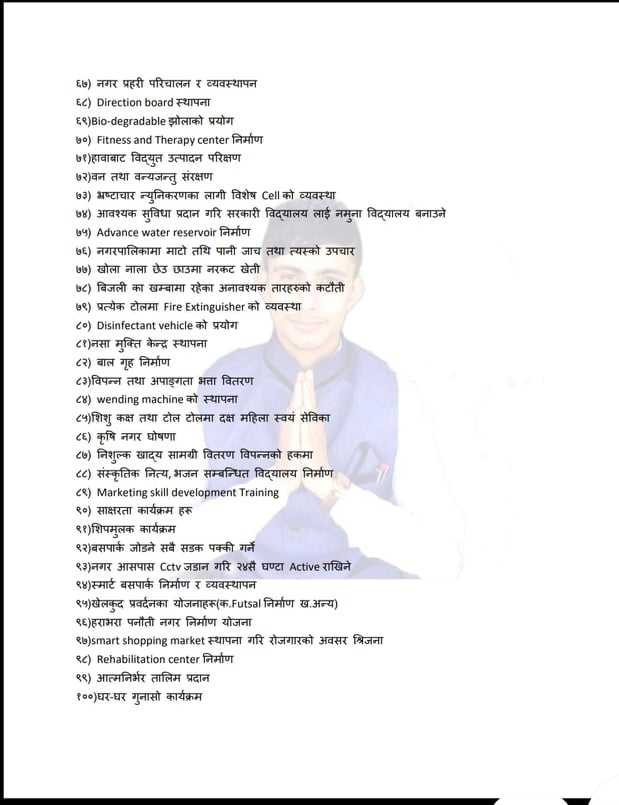 ६७) नगर प्रहरी परिचालन र व्यवस्थापन
६८) Direction board स्थापना
६९)Bio-degradable झोलाको प्रयोग
७०) Fitness and Therapy center निर्माण
७१)हावाबाट विद्युत उत्पादन परिक्षण
७२)वन तथा वन्यजन्तु संरक्षण
७३) भ्रष्टाचार न्युनिकरणका लागी विशेष Cell को व्यवस्था
७४) आवश्यक सुविधा प्रदान गरि सरकारी विद्यालय लाई नमुना विद्यालय बनाउने
७५) Advance water reservoir निर्माण
७६) नगरपालिकामा माटो तथि पानी जाच तथा त्यस्को उपचार
७७) खोला नाला छेउ छाउमा नरकट खेती
७८) बिजली का खम्बामा रहेका अनावश्यक तारहरुको कटौती
७९) प्रत्येक टोलमा Fire Extinguisher को व्यवस्था
८०) Disinfectant vehicle को प्रयोग
८१)नसा मुक्ति केन्द्र स्थापना
८२) बाल गृह निर्माण
८३)विपन्न तथा अपाङ्गता भत्ता वितरण
८४) wending machine को स्थापना
८५)शिशु कक्ष तथा टोल टोलमा दक्ष महिला स्वयं सेविका
८६) कृषि नगर घोषणा
८७) निशुल्क खाद्य सामग्री वितरण विपन्नको हकमा
८८) संस्कृतिक नित्य, भजन सम्बन्धित विद्यालय निर्माण
८९) Marketing skill development Training
९०) साक्षरता कार्यक्रम हरू
९१)शिपमुलक कार्यक्रम
९२)बसपार्क जोडने सबै सडक पक्की गर्ने
९३)नगर आसपास Cctv जडान गरि २४सै घण्टा Active राखिने
९४)स्मार्ट बसपार्क निर्माण र व्यवस्थापन
९५)खेलकुद प्रवर्दनका योजनाहरू(क.Futsal निर्माण ख.अन्य)
९६)हराभरा पनौती नगर निर्माण योजना
९७)smart shopping market स्थापना गरि रोजगारको अवसर श्रिजना
९८) Rehabilitation center निर्माण
९९) आत्मनिर्भर तालिम प्रदान
१००)घर-घर गुनासो कार्यक्रम